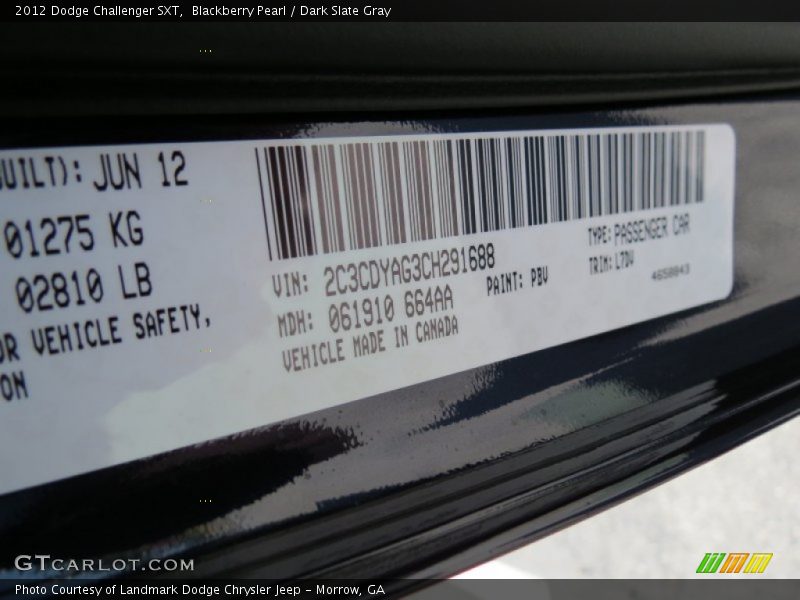 2012 Dodge Challenger SXT, Blackberry Pearl / Dark Slate Gray
UILT): JUN 12
01275 KG
02810 LB
OR VEHICLE SAFETY,
ON
VIN: 2C3CDYAG3CH291688
MDH: 061910 664AA
VEHICLE MADE IN CANADA
PAINT: PBV
TYPE: PASSENGER CAR
TRIM: LTDV
4658043
GTCARLOT.COM
Photo Courtesy of Landmark Dodge Chrysler Jeep - Morrow, GA